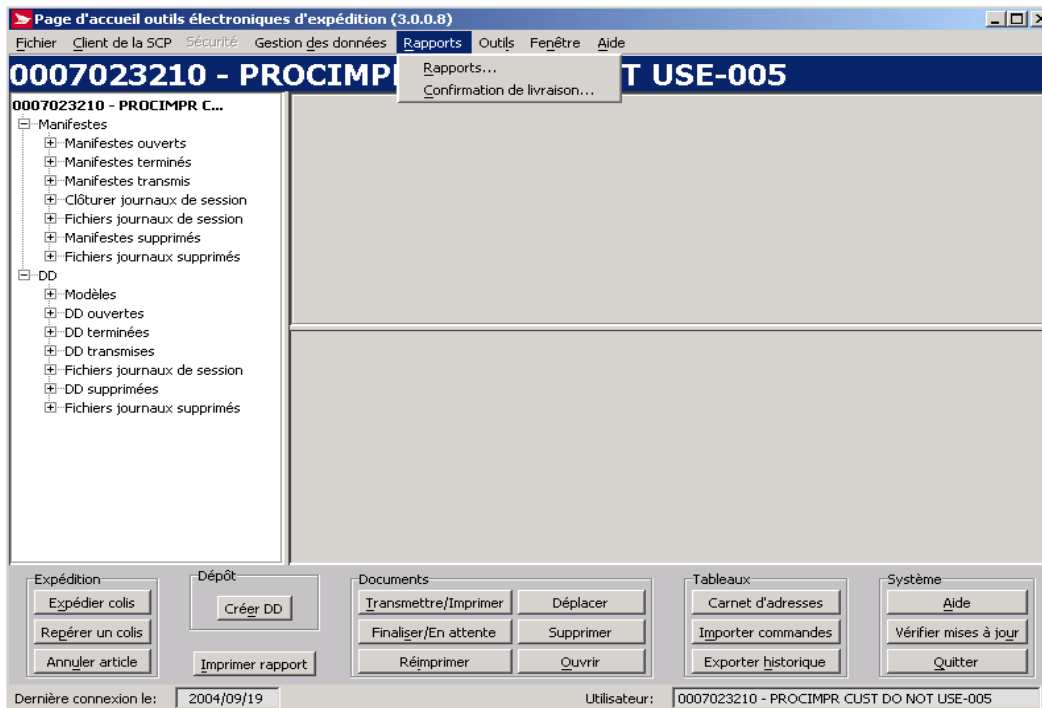 Page d'accueil outils électroniques d'expédition (3.0.0.8)
Fichier Client de la SCP Sécurité Gestion des données Rapports Outils Fenêtre Aide
0007023210 - PROCIMP T USE-005
Rapports...
Confirmation de livraison...
0007023210 - PROCIMPR C...
Manifestes
Manifestes ouverts
Manifestes terminés
Manifestes transmis
Clôturer journaux de session
Fichiers journaux de session
Manifestes supprimés
Fichiers journaux supprimés
DD
Modèles
DD ouvertes
DD terminées
DD transmises
Fichiers journaux de session
DD supprimées
Fichiers journaux supprimés
Expédition
Expédier colis
Repérer un colis
Annuler article
Dépôt
Créer DD
Imprimer rapport
Documents
Transmettre/Imprimer Déplacer
Finaliser/En attente Supprimer
Réimprimer Ouvrir
Tableaux
Carnet d'adresses
Importer commandes
Exporter historique
Système
Aide
Vérifier mises à jour
Quitter
Dernière connexion le: 2004/09/19 Utilisateur: 0007023210 - PROCIMPR CUST DO NOT USE-005